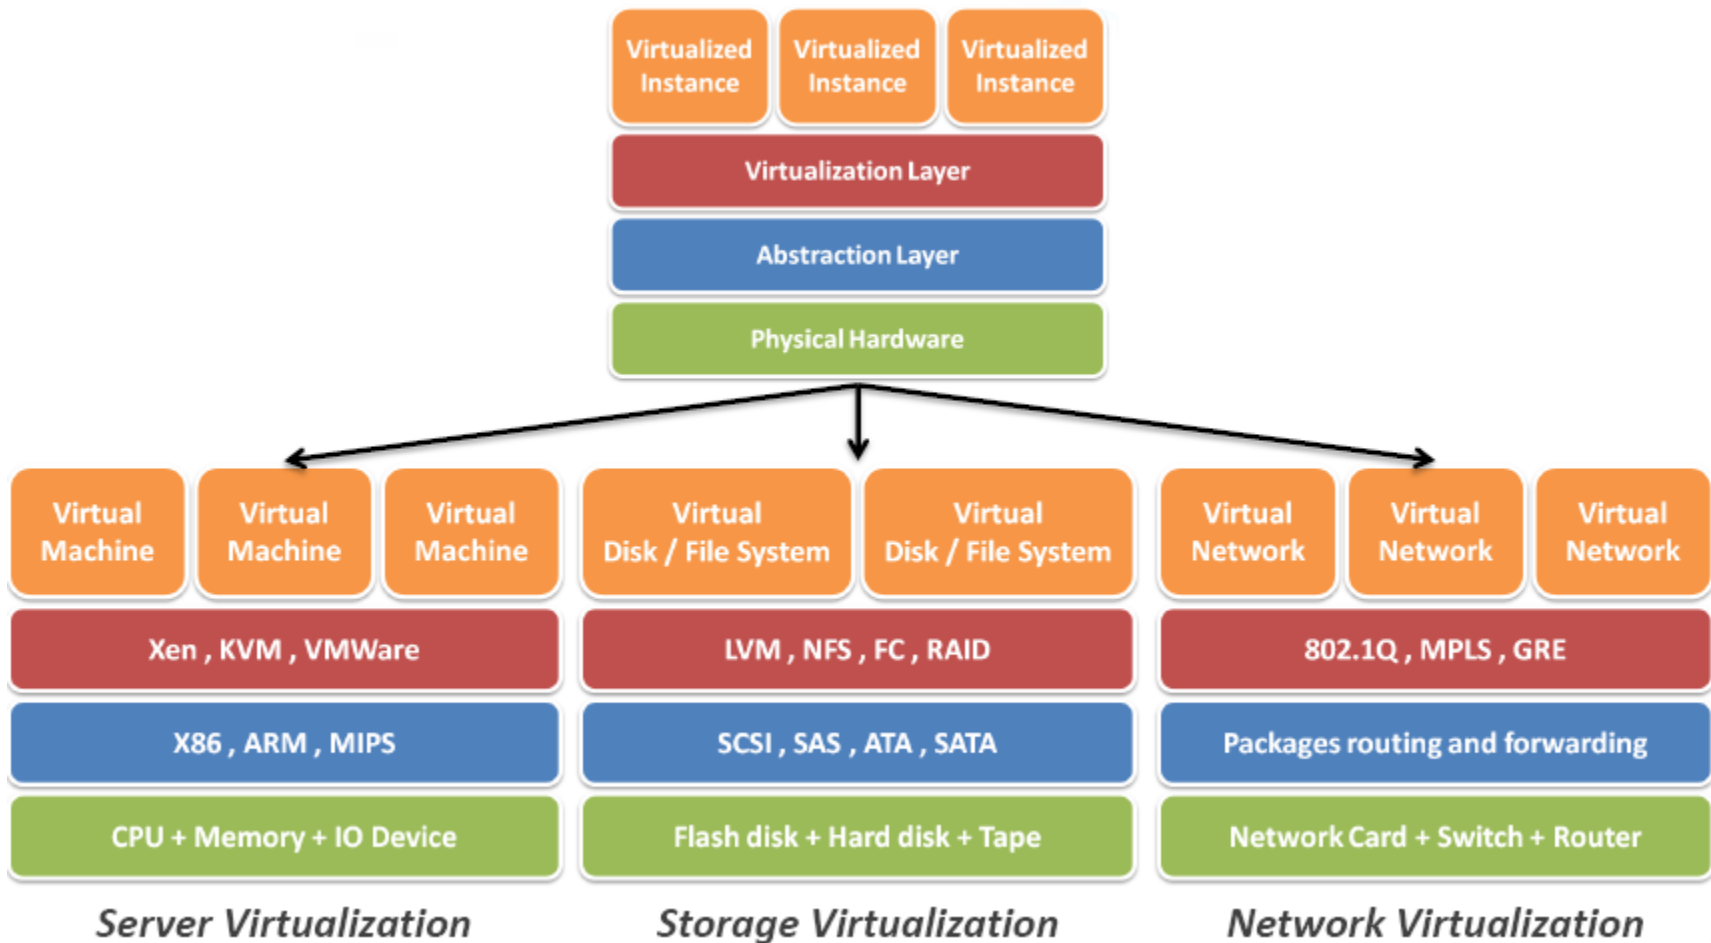 Virtualized
Instance
Virtualized
Instance
Virtualized
Instance
Virtualization Layer
Abstraction Layer
Physical Hardware
Virtual
Machine
Virtual
Machine
Virtual
Machine
Xen , KVM , VMWare
X86 , ARM , MIPS
CPU + Memory + IO Device
Server Virtualization
Virtual
Disk / File System
Virtual
Disk / File System
LVM , NFS , FC , RAID
SCSI , SAS , ATA , SATA
Flash disk + Hard disk + Tape
Storage Virtualization
Virtual
Network
Virtual
Network
Virtual
Network
802.1Q , MPLS , GRE
Packages routing and forwarding
Network Card + Switch + Router
Network Virtualization